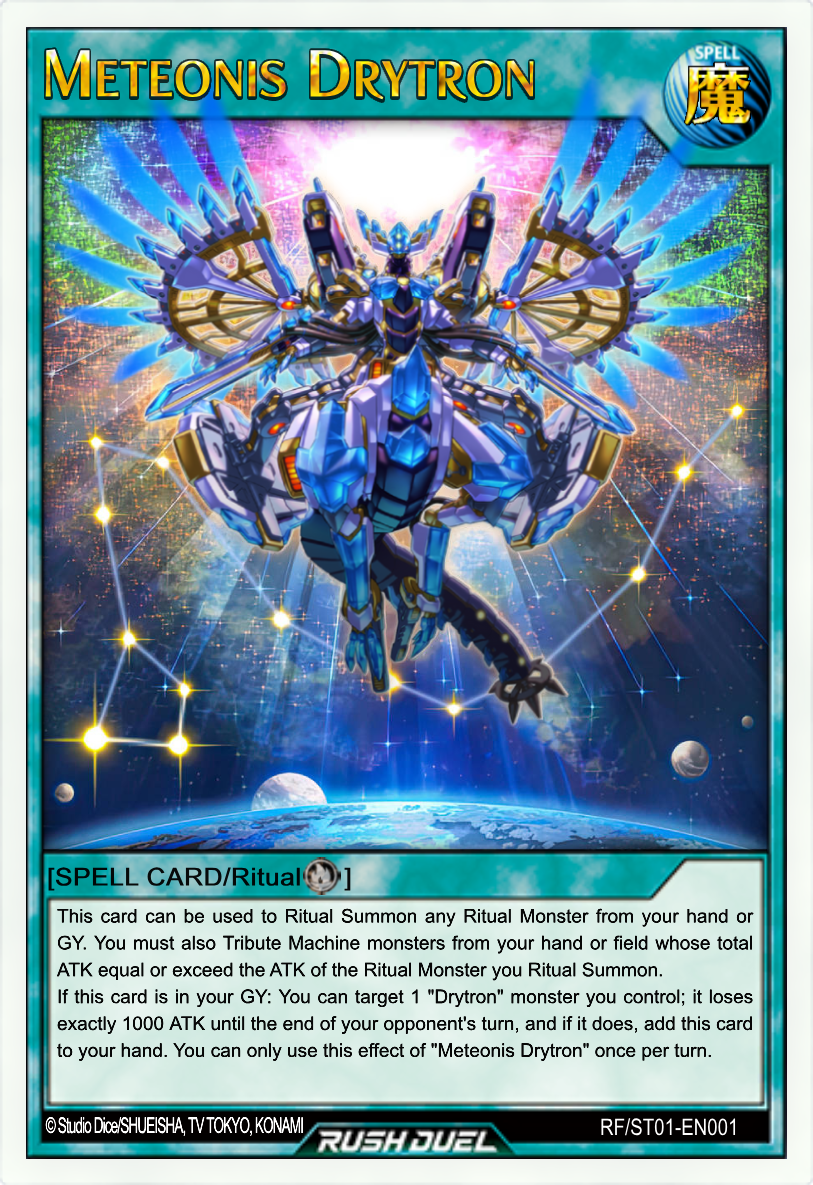 METEONIS DRYTRON
SPELL
魔
[SPELL CARD/Ritual]
This card can be used to Ritual Summon any Ritual Monster from your hand or
GY. You must also Tribute Machine monsters from your hand or field whose total
ATK equal or exceed the ATK of the Ritual Monster you Ritual Summon.
If this card is in your GY: You can target 1 "Drytron" monster you control; it loses
exactly 1000 ATK until the end of your opponent's turn, and if it does, add this card
to your hand. You can only use this effect of "Meteonis Drytron" once per turn.
© Studio Dice/SHUEISHA, TV TOKYO, KONAMI
RUSH DUEL
RF/ST01-EN001